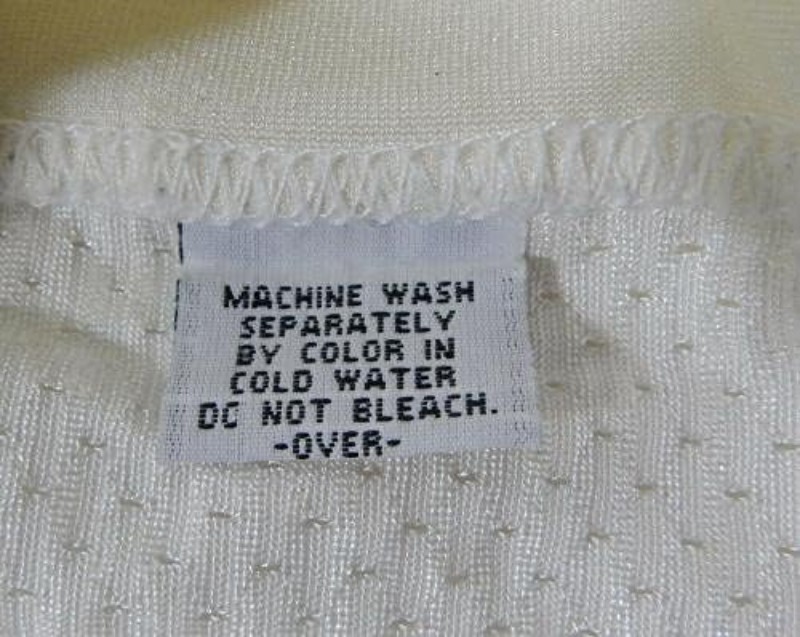 MACHINE WASH
SEPARATELY
BY COLOR IN
COLD WATER
DO NOT BLEACH.
-OVER-